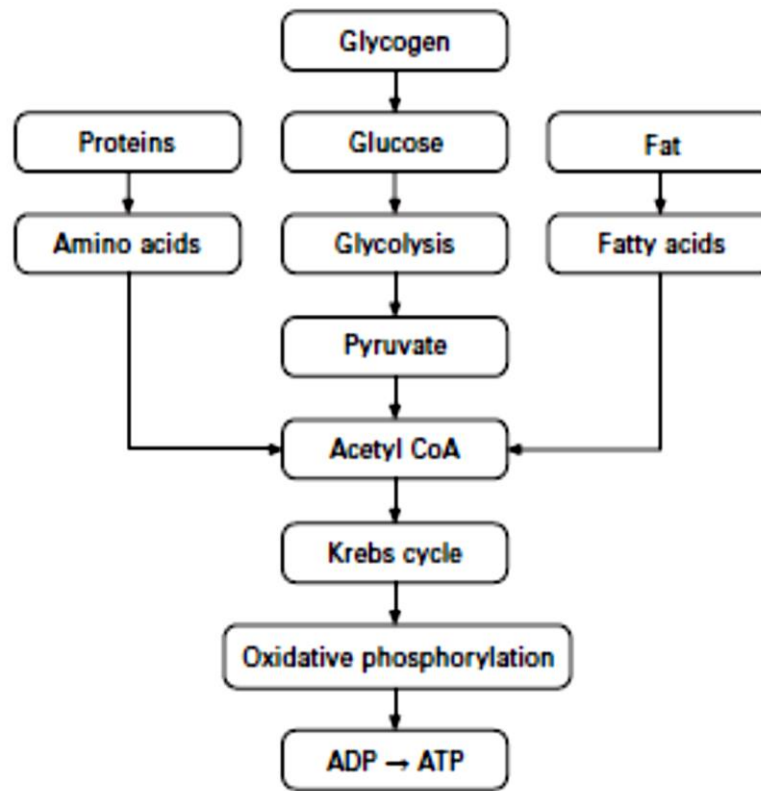 Glycogen
Proteins
Glucose
Fat
Amino acids
Glycolysis
Fatty acids
Pyruvate
Acetyl CoA
Krebs cycle
Oxidative phosphorylation
ADP → ATP